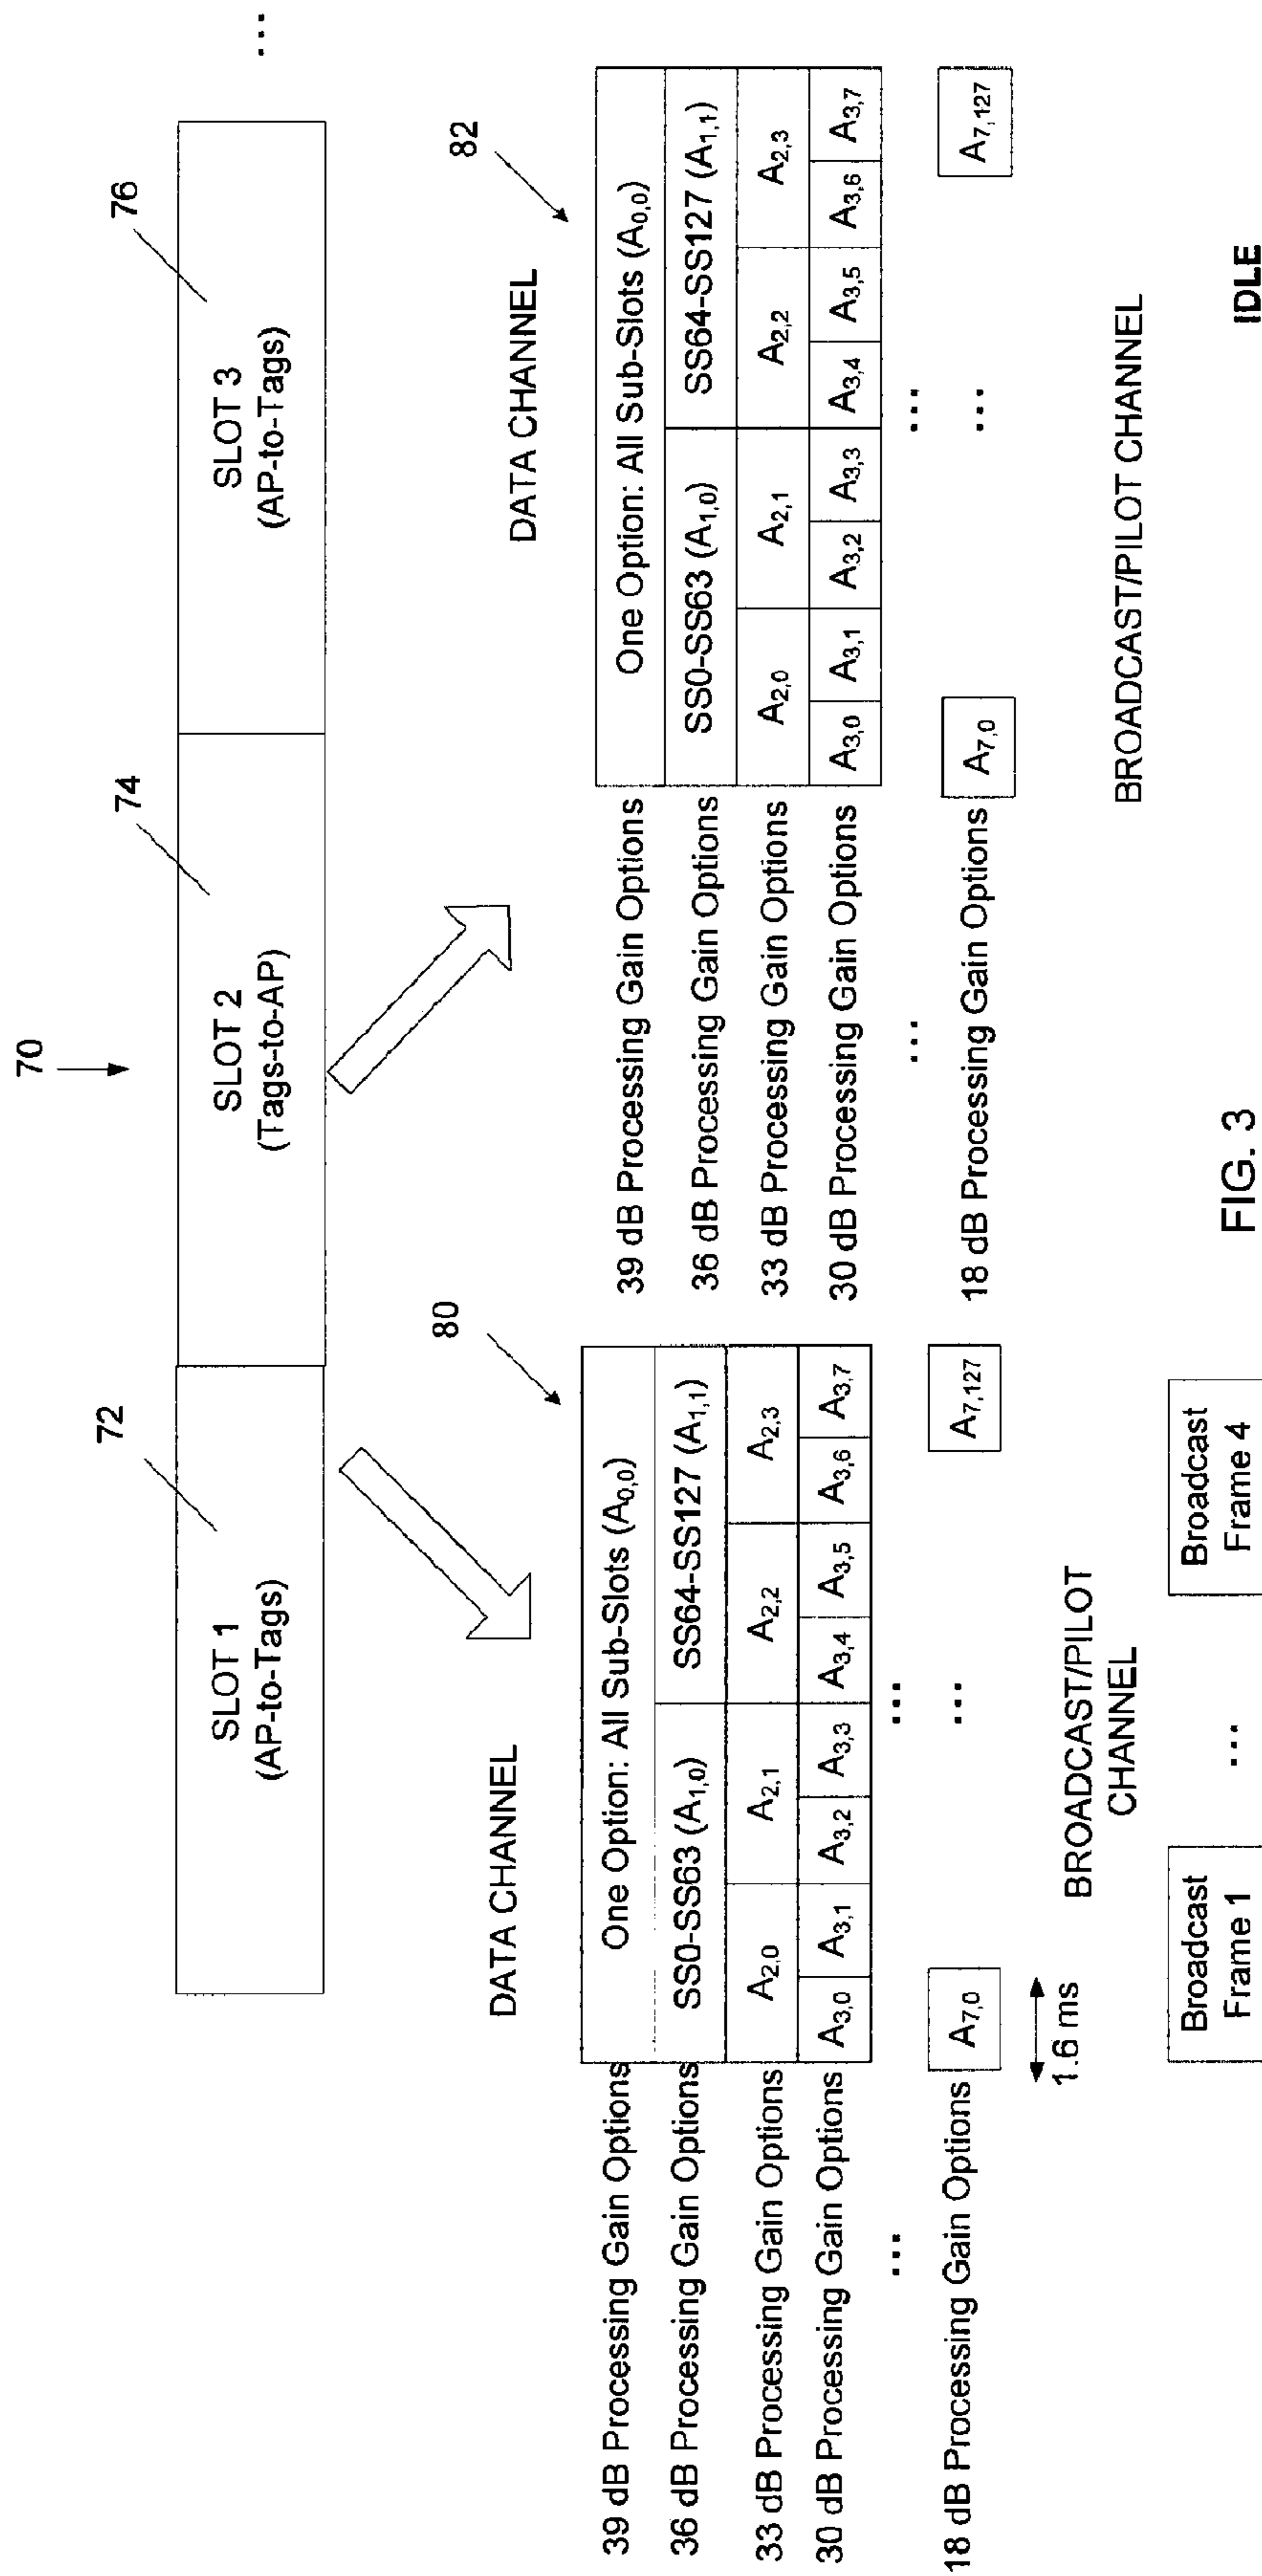 70
72
74
76
SLOT 1
(AP-to-Tags)
SLOT 2
(Tags-to-AP)
SLOT 3
(AP-to-Tags)
...
80
DATA CHANNEL
39 dB Processing Gain Options
One Option: All Sub-Slots (A0,0)
36 dB Processing Gain Options
SS0-SS63 (A1,0)
SS64-SS127 (A1,1)
33 dB Processing Gain Options
A2,0
A2,1
A2,2
A2,3
30 dB Processing Gain Options
A3,0
A3,1
A3,2
A3,3
A3,4
A3,5
A3,6
A3,7
...
...
18 dB Processing Gain Options
A7,0
...
A7,127
1.6 ms
BROADCAST/PILOT
CHANNEL
Broadcast
Frame 1
...
Broadcast
Frame 4
82
DATA CHANNEL
39 dB Processing Gain Options
One Option: All Sub-Slots (A0,0)
36 dB Processing Gain Options
SS0-SS63 (A1,0)
SS64-SS127 (A1,1)
33 dB Processing Gain Options
A2,0
A2,1
A2,2
A2,3
30 dB Processing Gain Options
A3,0
A3,1
A3,2
A3,3
A3,4
A3,5
A3,6
A3,7
...
...
18 dB Processing Gain Options
A7,0
...
A7,127
BROADCAST/PILOT CHANNEL
IDLE
FIG. 3